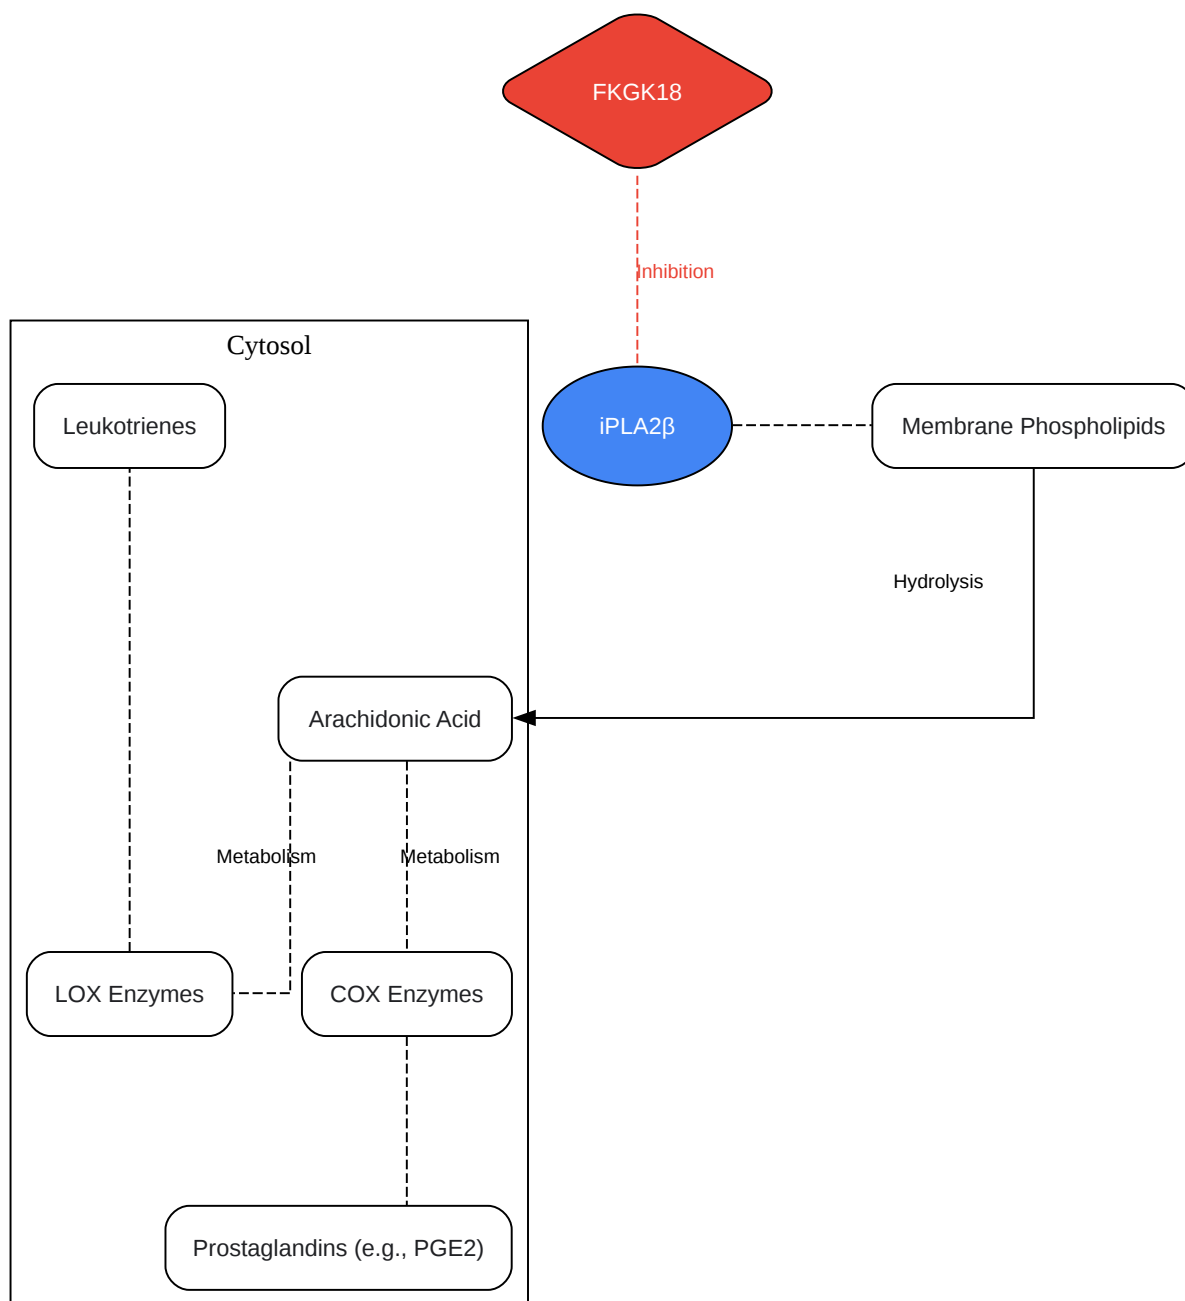 FKGK18
Inhibition
Cytosol
Leukotrienes
iPLA2β
Membrane Phospholipids
Hydrolysis
Arachidonic Acid
Metabolism
Metabolism
LOX Enzymes
COX Enzymes
Prostaglandins (e.g., PGE2)